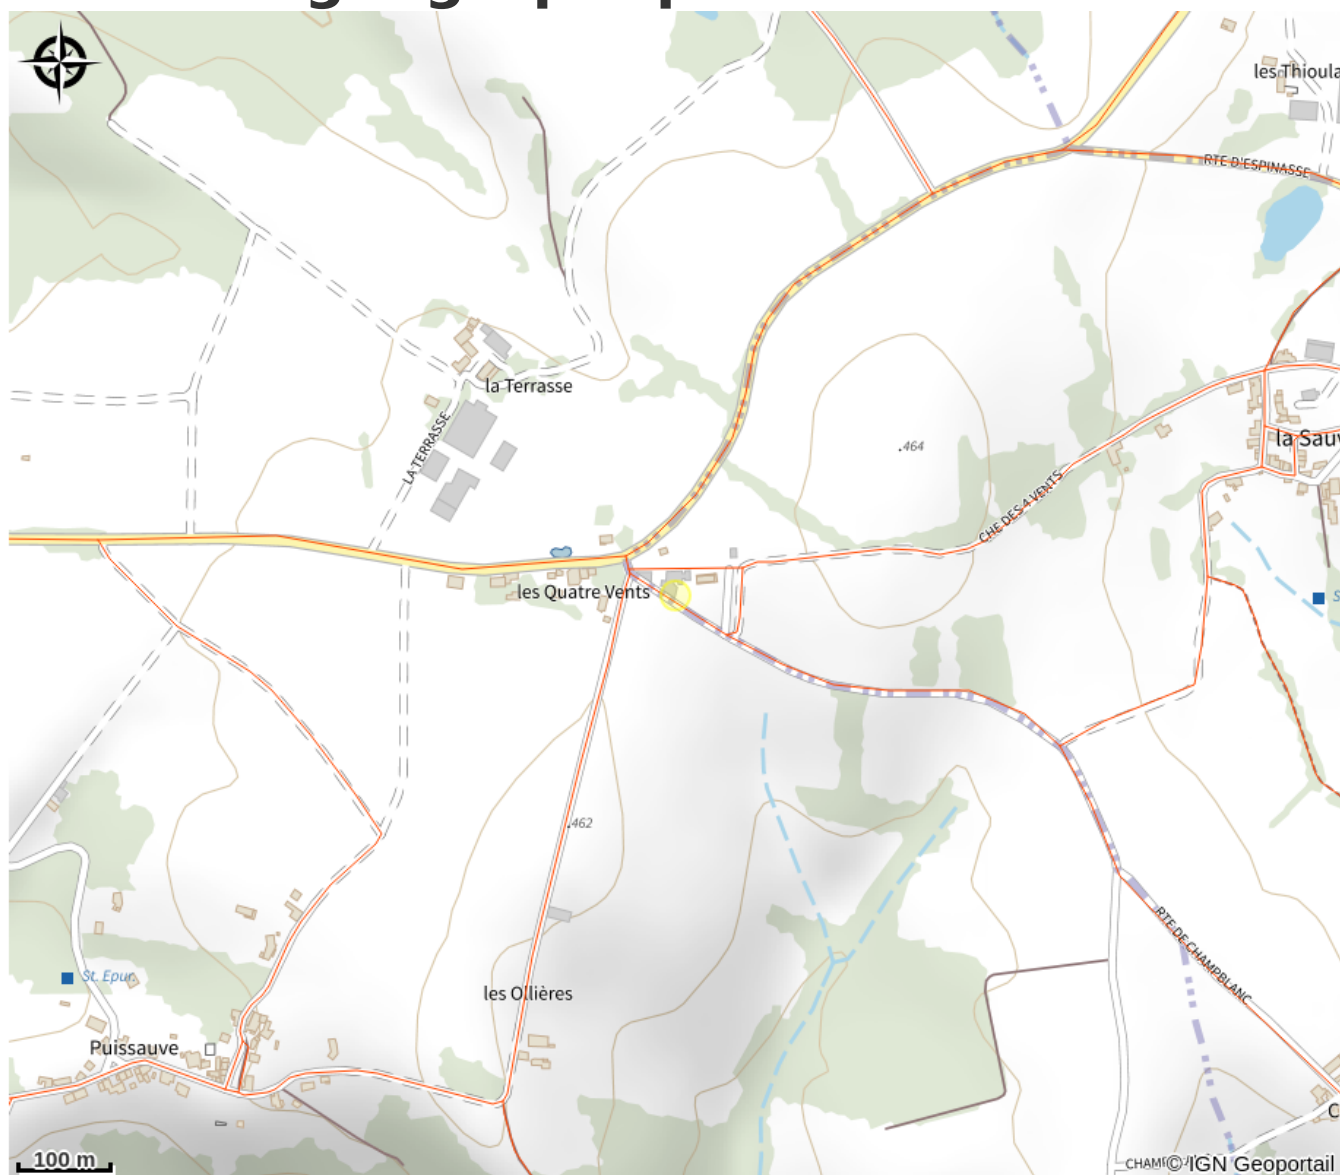 les Thioula
RTE D'ESPINASSE
la Terrasse
LA TERRASSE
.464
la Sauv
CHE DES 4 VENTS
les Quatre Vents
S
.462
RTE DE CHAMPBLANC
St. Epur.
les Ollières
Puissauve
C
100 m
© IGN Geoportail